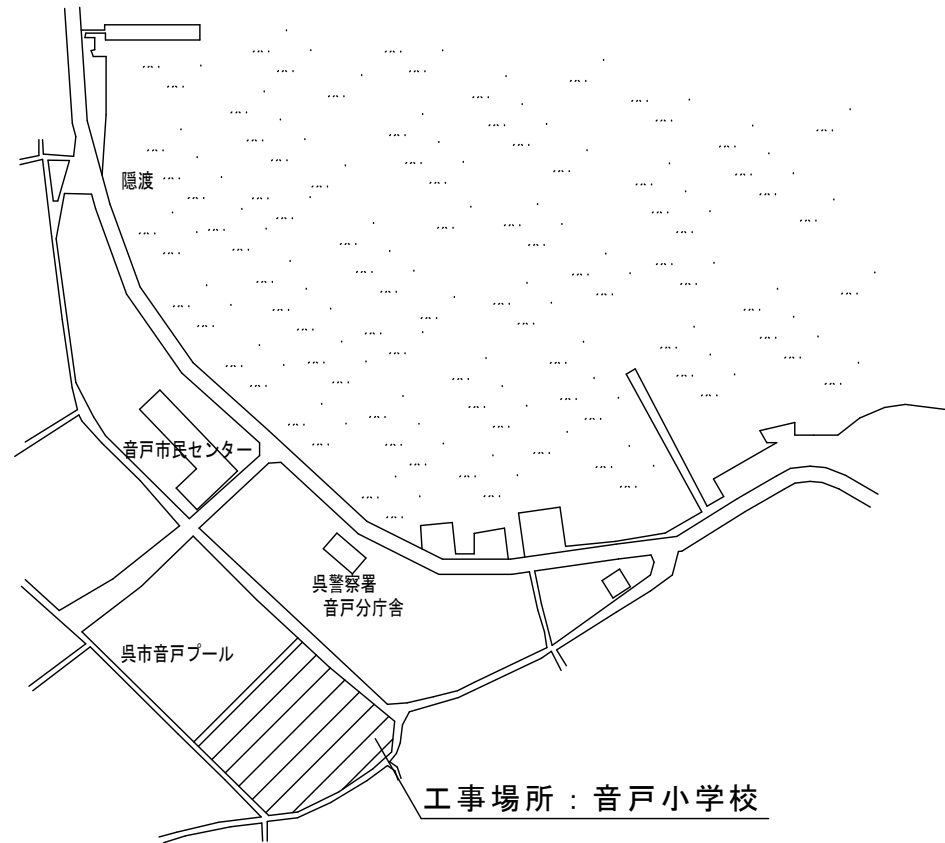 隠渡
音戸市民センター
呉警察署
音戸分庁舎
呉市音戸プール
工事場所：音戸小学校